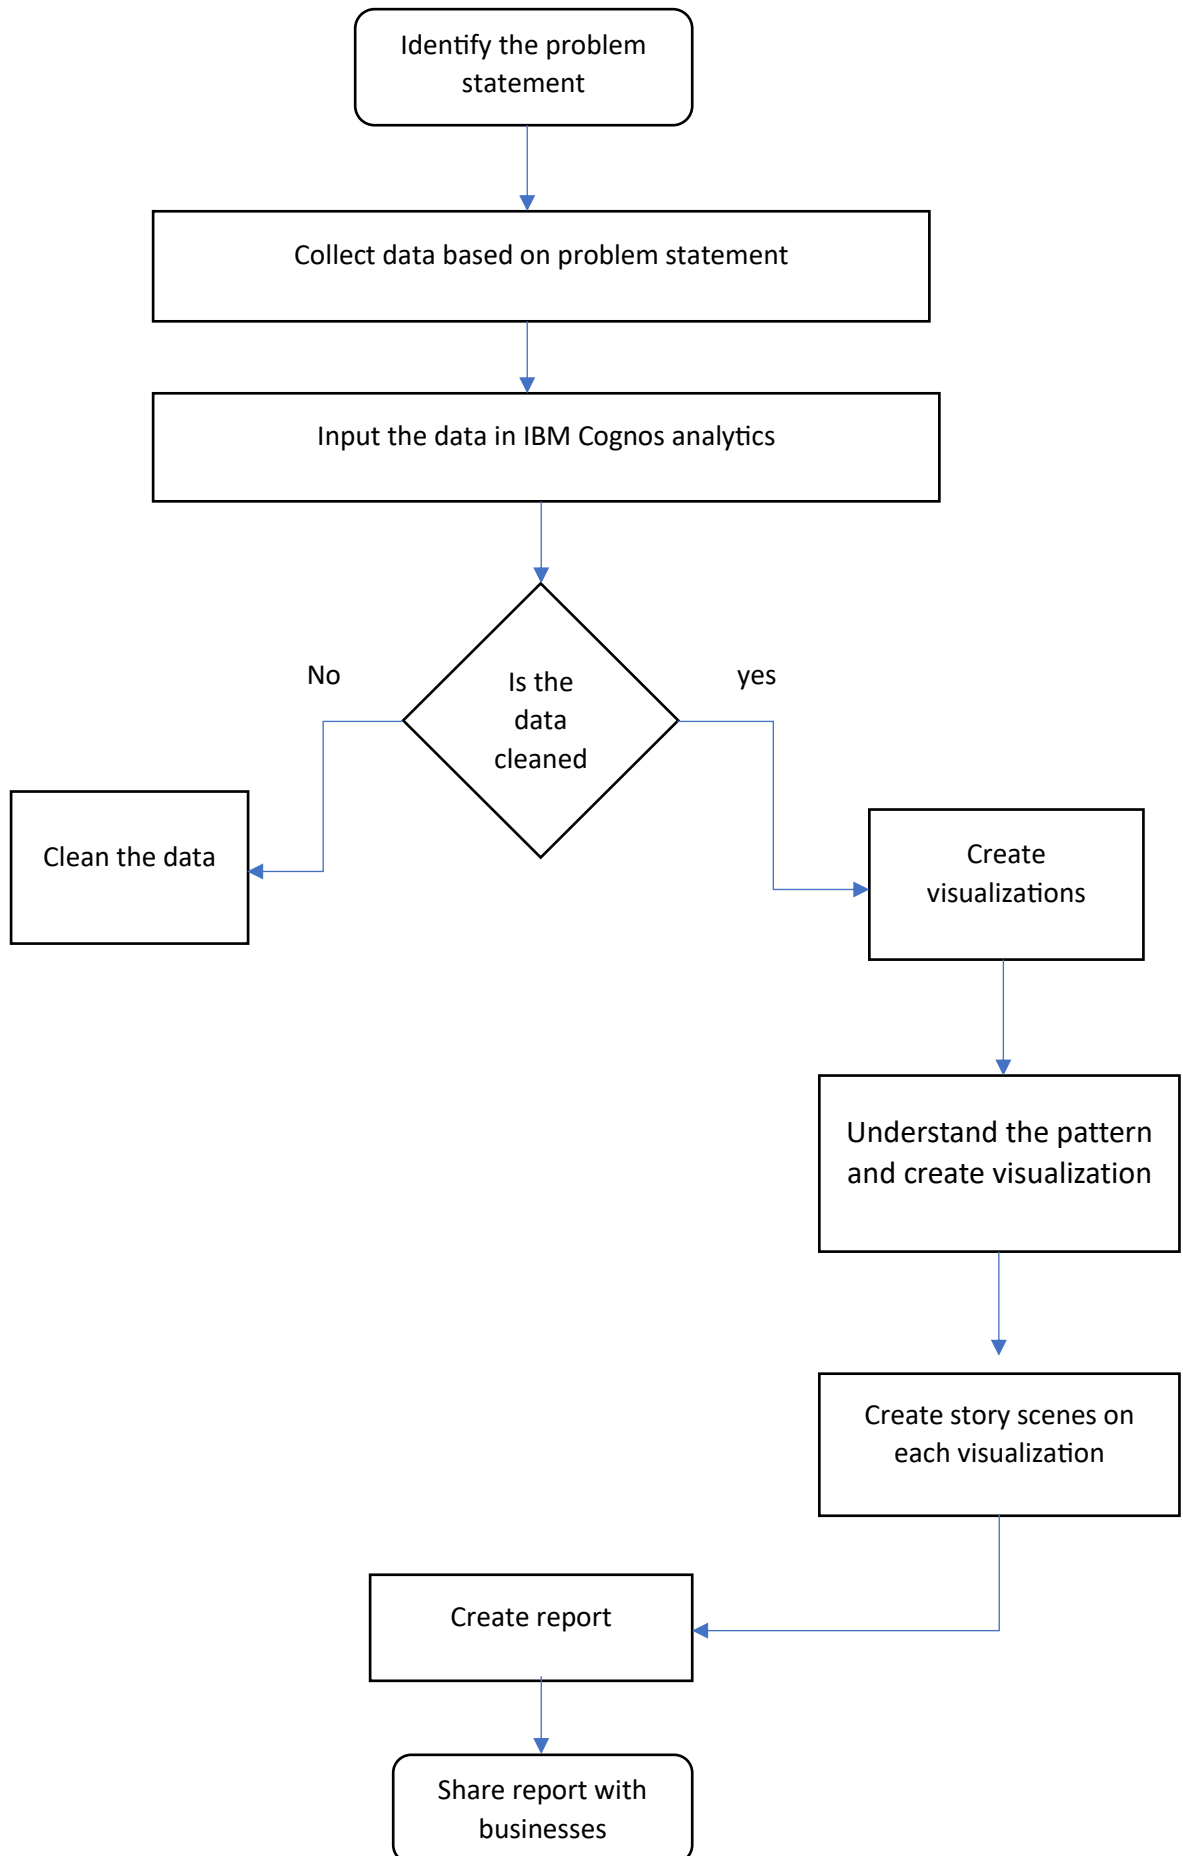 Identify the problem
statement
Collect data based on problem statement
Input the data in IBM Cognos analytics
No
yes
Is the
data
cleaned
Clean the data
Create
visualizations
Understand the pattern
and create visualization
Create story scenes on
each visualization
Create report
Share report with
businesses